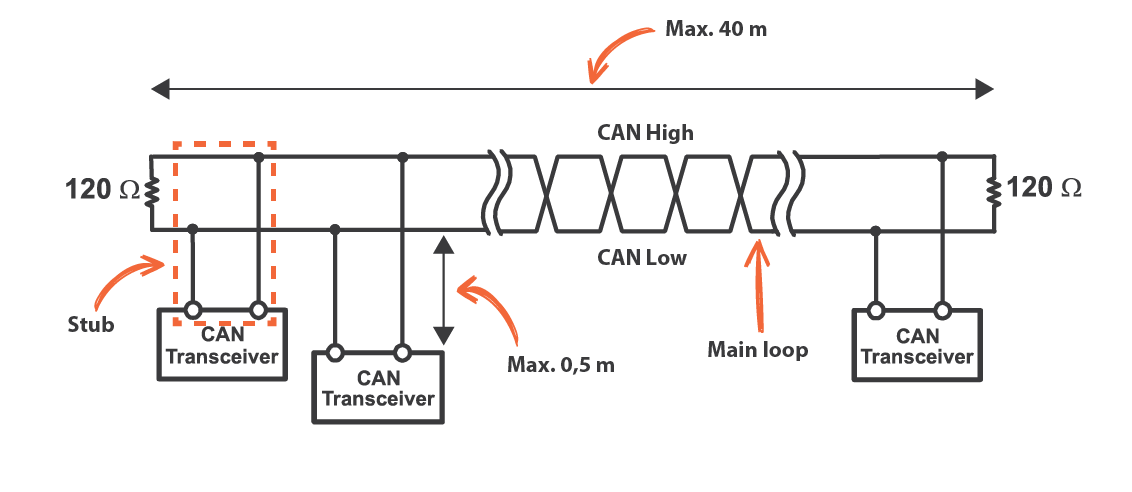 Max. 40 m
CAN High
120 Ω
120 Ω
CAN Low
Stub
CAN
Transceiver
Max. 0,5 m
Main loop
CAN
Transceiver
CAN
Transceiver